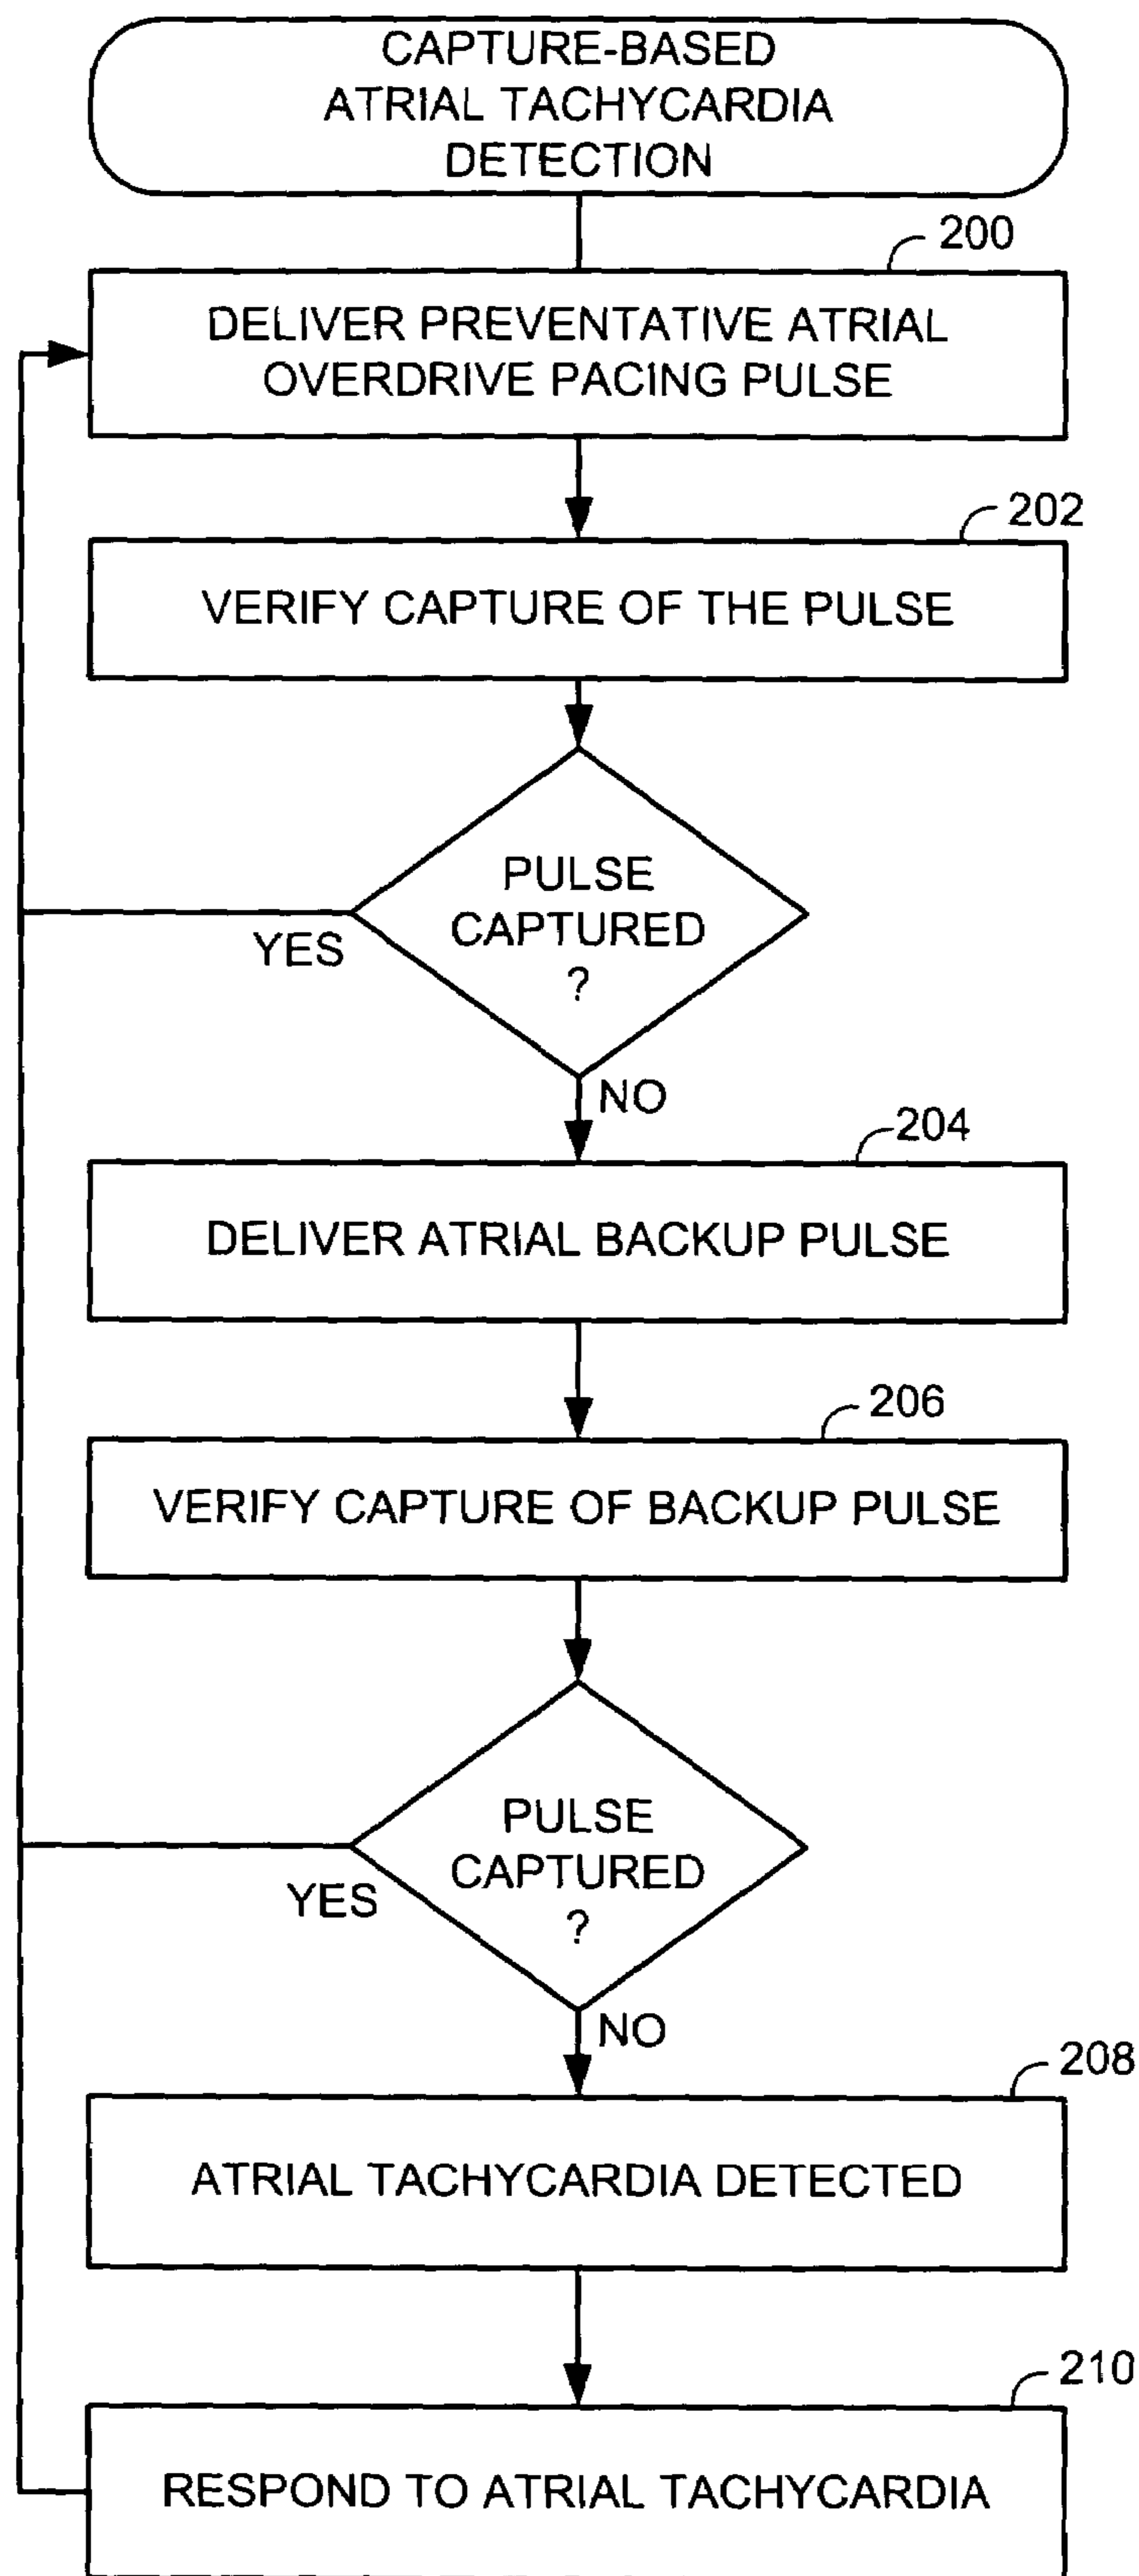 CAPTURE-BASED
ATRIAL TACHYCARDIA
DETECTION
200
DELIVER PREVENTATIVE ATRIAL
OVERDRIVE PACING PULSE
202
VERIFY CAPTURE OF THE PULSE
PULSE
CAPTURED
?
YES
NO
204
DELIVER ATRIAL BACKUP PULSE
206
VERIFY CAPTURE OF BACKUP PULSE
PULSE
CAPTURED
?
YES
NO
208
ATRIAL TACHYCARDIA DETECTED
210
RESPOND TO ATRIAL TACHYCARDIA